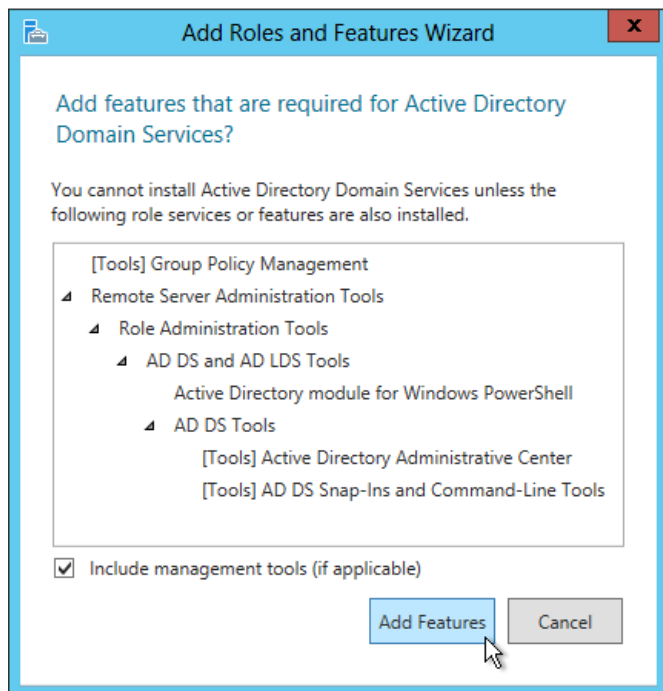 Add Roles and Features Wizard
x
Add features that are required for Active Directory
Domain Services?
You cannot install Active Directory Domain Services unless the
following role services or features are also installed.
[Tools] Group Policy Management
Remote Server Administration Tools
Role Administration Tools
AD DS and AD LDS Tools
Active Directory module for Windows PowerShell
AD DS Tools
[Tools] Active Directory Administrative Center
[Tools] AD DS Snap-Ins and Command-Line Tools
Include management tools (if applicable)
Add Features Cancel